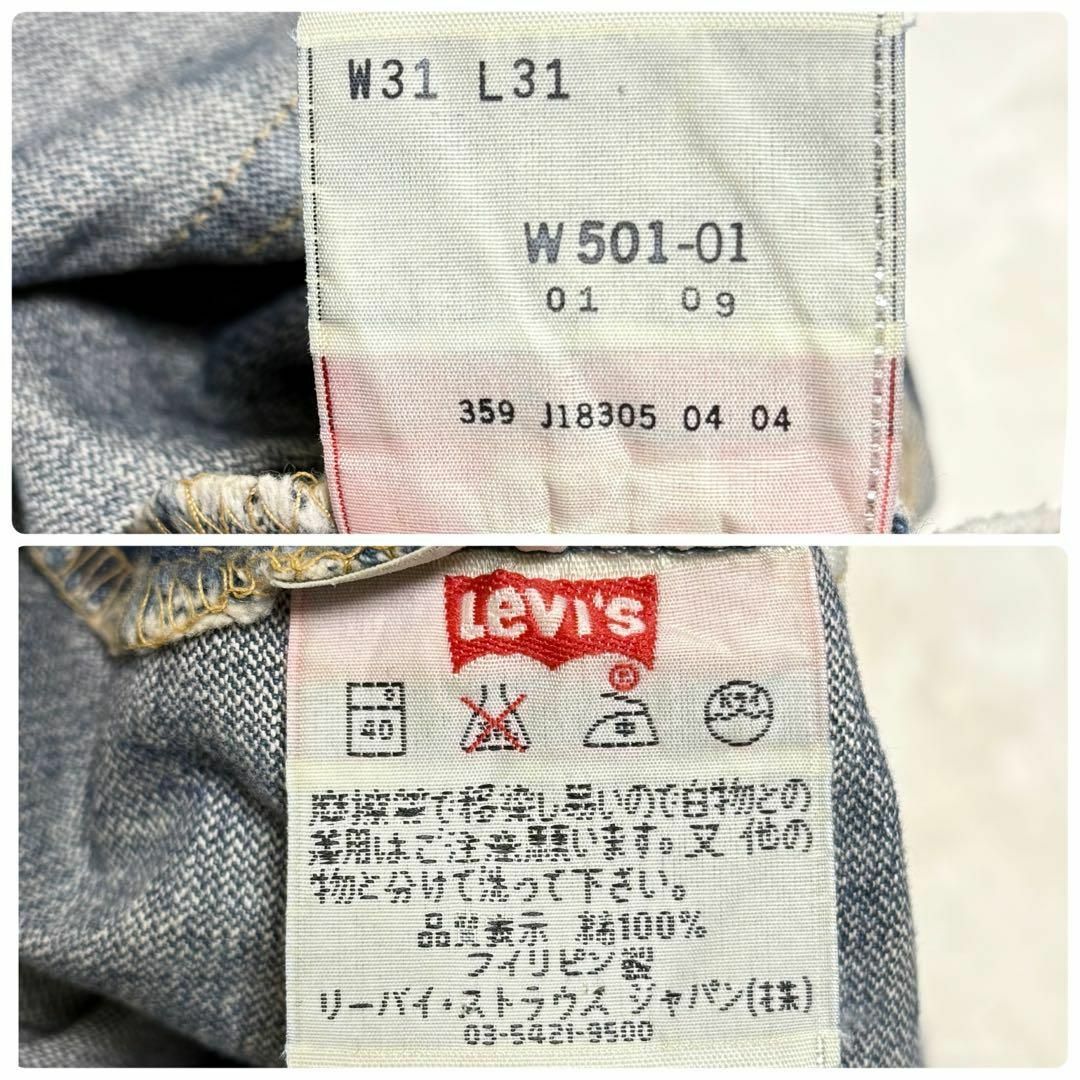 W31 L31
W501-01
01 09
359 J18305 04 04
Levi's
40
摩擦等で移染し易いので白物との
着用はご注意願います。又 他の
物と分けて洗って下さい。
品質表示 綿100%
フィリピン製
リーバイ・ストラウス ジャパン(株)
03-5421-9500